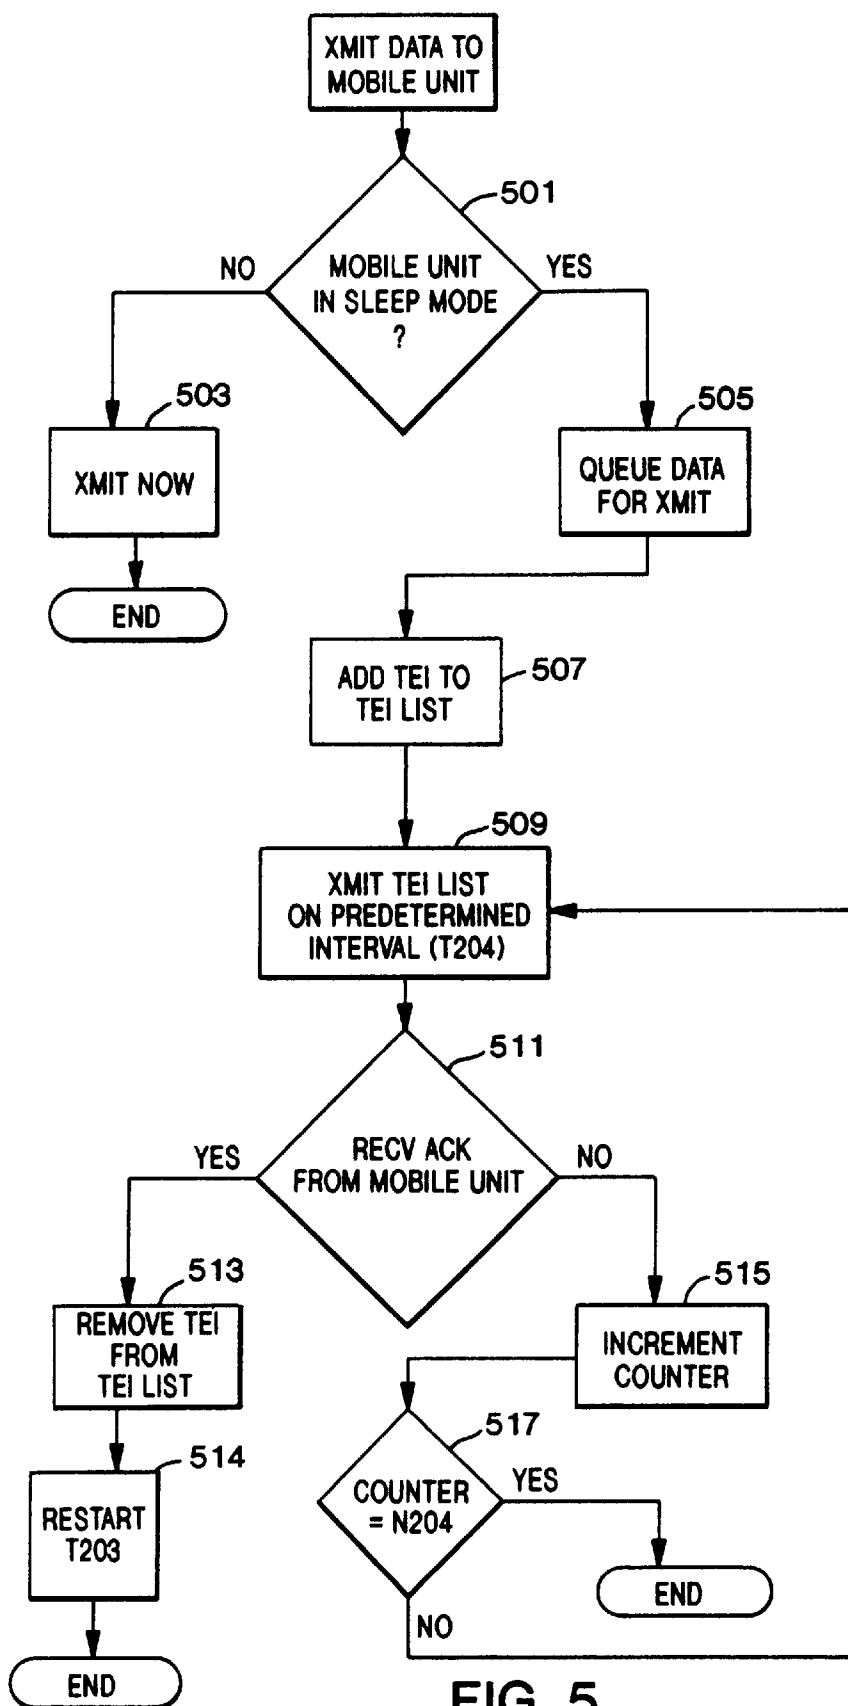 XMIT DATA TO
MOBILE UNIT
501
NO
MOBILE UNIT
IN SLEEP MODE
?
YES
503
505
XMIT NOW
QUEUE DATA
FOR XMIT
END
ADD TEI TO
TEI LIST
507
509
XMIT TEI LIST
ON PREDETERMINED
INTERVAL (T204)
511
YES
RECV ACK
FROM MOBILE UNIT
NO
513
515
REMOVE TEI
FROM
TEI LIST
INCREMENT
COUNTER
514
517
RESTART
T203
COUNTER
= N204
YES
END
NO
END
FIG. 5